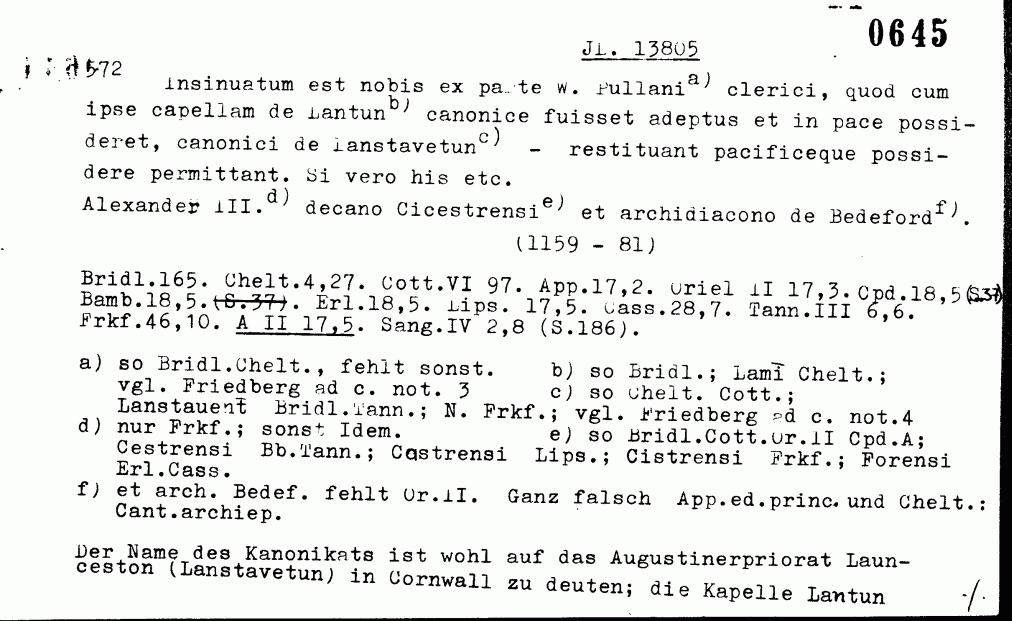 0645
JL. 13805
572
Insinuatum est nobis ex parte W. Pullani a) clerici, quod cum
ipse capellam de Lantun b) canonice fuisset adeptus et in pace possi-
deret, canonici de Lanstavetun c) - restituant pacificeque possi-
dere permittant. Si vero his etc.
Alexander III. d) decano Cicestrensi e) et archidiacono de Bedeford f).
(1159 - 81)
Bridl.165. Chelt.4,27. Cott.VI 97. App.17,2. Oriel II 17,3. Cpd.18,5 (S.37)
Bamb.18,5.(S.37). Erl.18,5. Lips. 17,5. Cass.28,7. Tann.III 6,6.
Frkf.46,10. A II 17,5. Sang.IV 2,8 (S.186).
a) so Bridl.Chelt., fehlt sonst. b) so Bridl.; Lamī Chelt.;
vgl. Friedberg ad c. not. 3 c) so Chelt. Cott.;
Lanstauent Bridl.Tann.; N. Frkf.; vgl. Friedberg ad c. not.4
d) nur Frkf.; sonst Idem. e) so Bridl.Cott.Or.II Cpd.A;
Cestrensi Bb.Tann.; Castrensi Lips.; Cistrensi Frkf.; Forensi
Erl.Cass.
f) et arch. Bedef. fehlt Or.II. Ganz falsch App.ed.princ. und Chelt.:
Cant.archiep.
Der Name des Kanonikats ist wohl auf das Augustinerpriorat Laun-
ceston (Lanstavetun) in Cornwall zu deuten; die Kapelle Lantun
./.